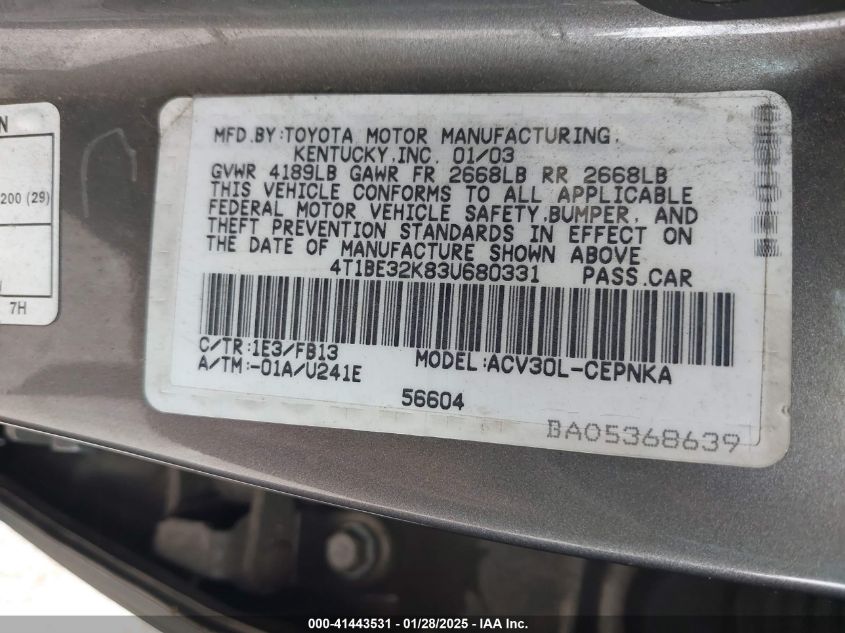 N
200 (29)
7H
MFD.BY:TOYOTA MOTOR MANUFACTURING,
KENTUCKY,INC. 01/03
GVWR 4189LB GAWR FR 2668LB RR 2668LB
THIS VEHICLE CONFORMS TO ALL APPLICABLE
FEDERAL MOTOR VEHICLE SAFETY,BUMPER, AND
THEFT PREVENTION STANDARDS IN EFFECT ON
THE DATE OF MANUFACTURE SHOWN ABOVE.
4T1BE32K83U680331 PASS.CAR
C/TR:1E3/FB13
A/TM:-01A/U241E
MODEL:ACV30L-CEPNKA
56604
BA05368639
000-41443531 - 01/28/2025 - IAA Inc.